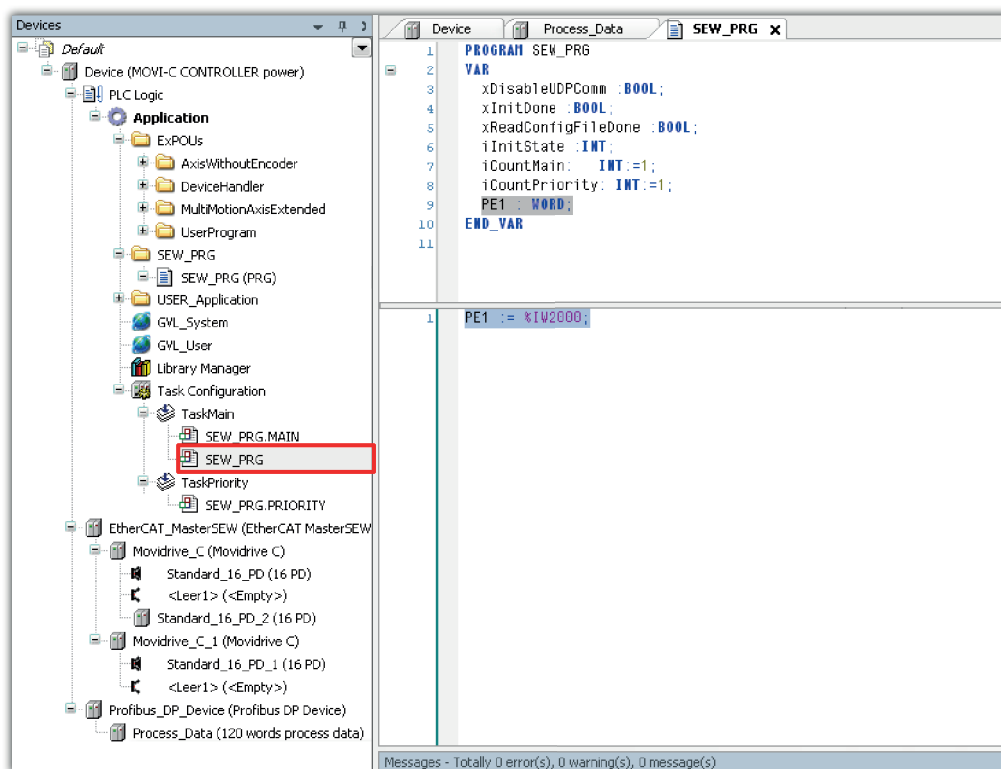 Devices
Default
Device (MOVI-C CONTROLLER power)
PLC Logic
Application
ExPOUs
AxisWithoutEncoder
DeviceHandler
MultiMotionAxisExtended
UserProgram
SEW_PRG
SEW_PRG (PRG)
USER_Application
GVL_System
GVL_User
Library Manager
Task Configuration
TaskMain
SEW_PRG.MAIN
SEW_PRG
TaskPriority
SEW_PRG.PRIORITY
EtherCAT_MasterSEW (EtherCAT MasterSEW
Movidrive_C (Movidrive C)
Standard_16_PD (16 PD)
<Leer1> (<Empty>)
Standard_16_PD_2 (16 PD)
Movidrive_C_1 (Movidrive C)
Standard_16_PD_1 (16 PD)
<Leer1> (<Empty>)
Profibus_DP_Device (Profibus DP Device)
Process_Data (120 words process data)
Device Process_Data SEW_PRG x
1 PROGRAM SEW_PRG
2 VAR
3 xDisableUDPComm :BOOL;
4 xInitDone :BOOL;
5 xReadConfigFileDone :BOOL;
6 iInitState :INT;
7 iCountMain: INT:=1;
8 iCountPriority: INT:=1;
9 PE1 : WORD;
10 END_VAR
11
1 PE1 := %IW2000;
Messages - Totally 0 error(s), 0 warning(s), 0 message(s)